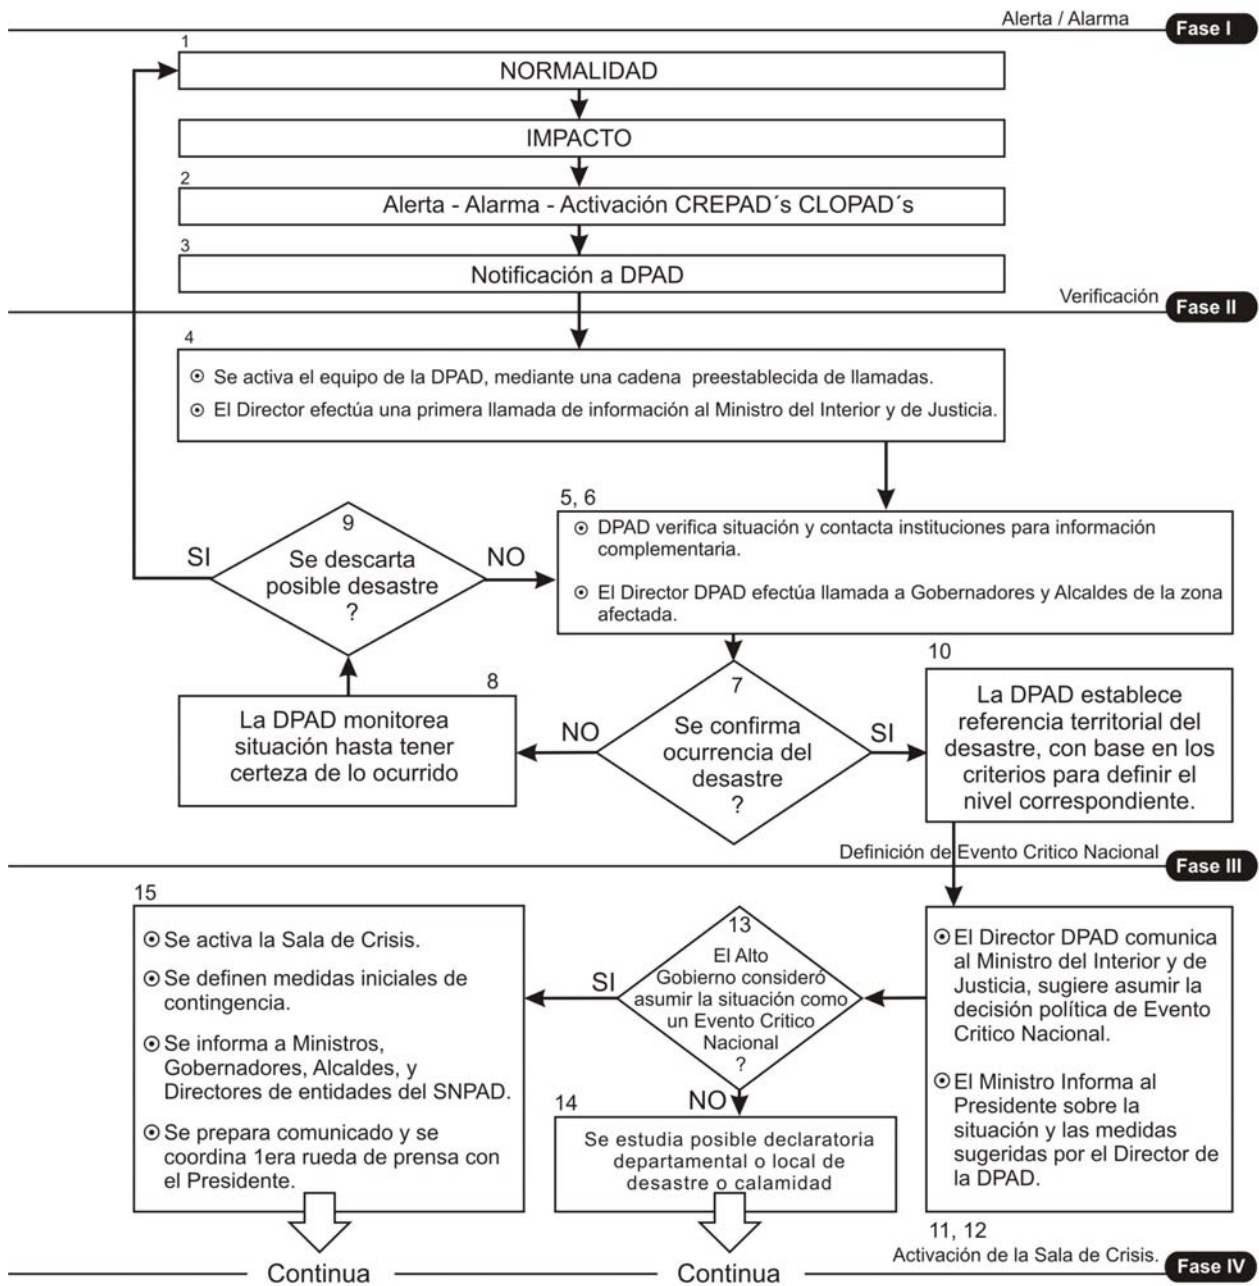 Alerta / Alarma
Fase I
1
NORMALIDAD
IMPACTO
2
Alerta - Alarma - Activación CREPAD´s CLOPAD´s
3
Notificación a DPAD
Verificación
Fase II
4
Se activa el equipo de la DPAD, mediante una cadena preestablecida de llamadas.
El Director efectúa una primera llamada de información al Ministro del Interior y de Justicia.
5, 6
DPAD verifica situación y contacta instituciones para información
complementaria.
El Director DPAD efectúa llamada a Gobernadores y Alcaldes de la zona
afectada.
9
Se descarta
posible desastre
?
SI
NO
8
La DPAD monitorea
situación hasta tener
certeza de lo ocurrido
7
Se confirma
ocurrencia del
desastre
?
NO
SI
10
La DPAD establece
referencia territorial del
desastre, con base en los
criterios para definir el
nivel correspondiente.
Definición de Evento Critico Nacional
Fase III
15
Se activa la Sala de Crisis.
Se definen medidas iniciales de
contingencia.
Se informa a Ministros,
Gobernadores, Alcaldes, y
Directores de entidades del SNPAD.
Se prepara comunicado y se
coordina 1era rueda de prensa con
el Presidente.
13
El Alto
Gobierno consideró
asumir la situación como
un Evento Critico
Nacional
?
SI
NO
14
Se estudia posible declaratoria
departamental o local de
desastre o calamidad
El Director DPAD comunica
al Ministro del Interior y de
Justicia, sugiere asumir la
decisión política de Evento
Critico Nacional.
El Ministro Informa al
Presidente sobre la
situación y las medidas
sugeridas por el Director de
la DPAD.
11, 12
Activación de la Sala de Crisis.
Fase IV
Continua
Continua